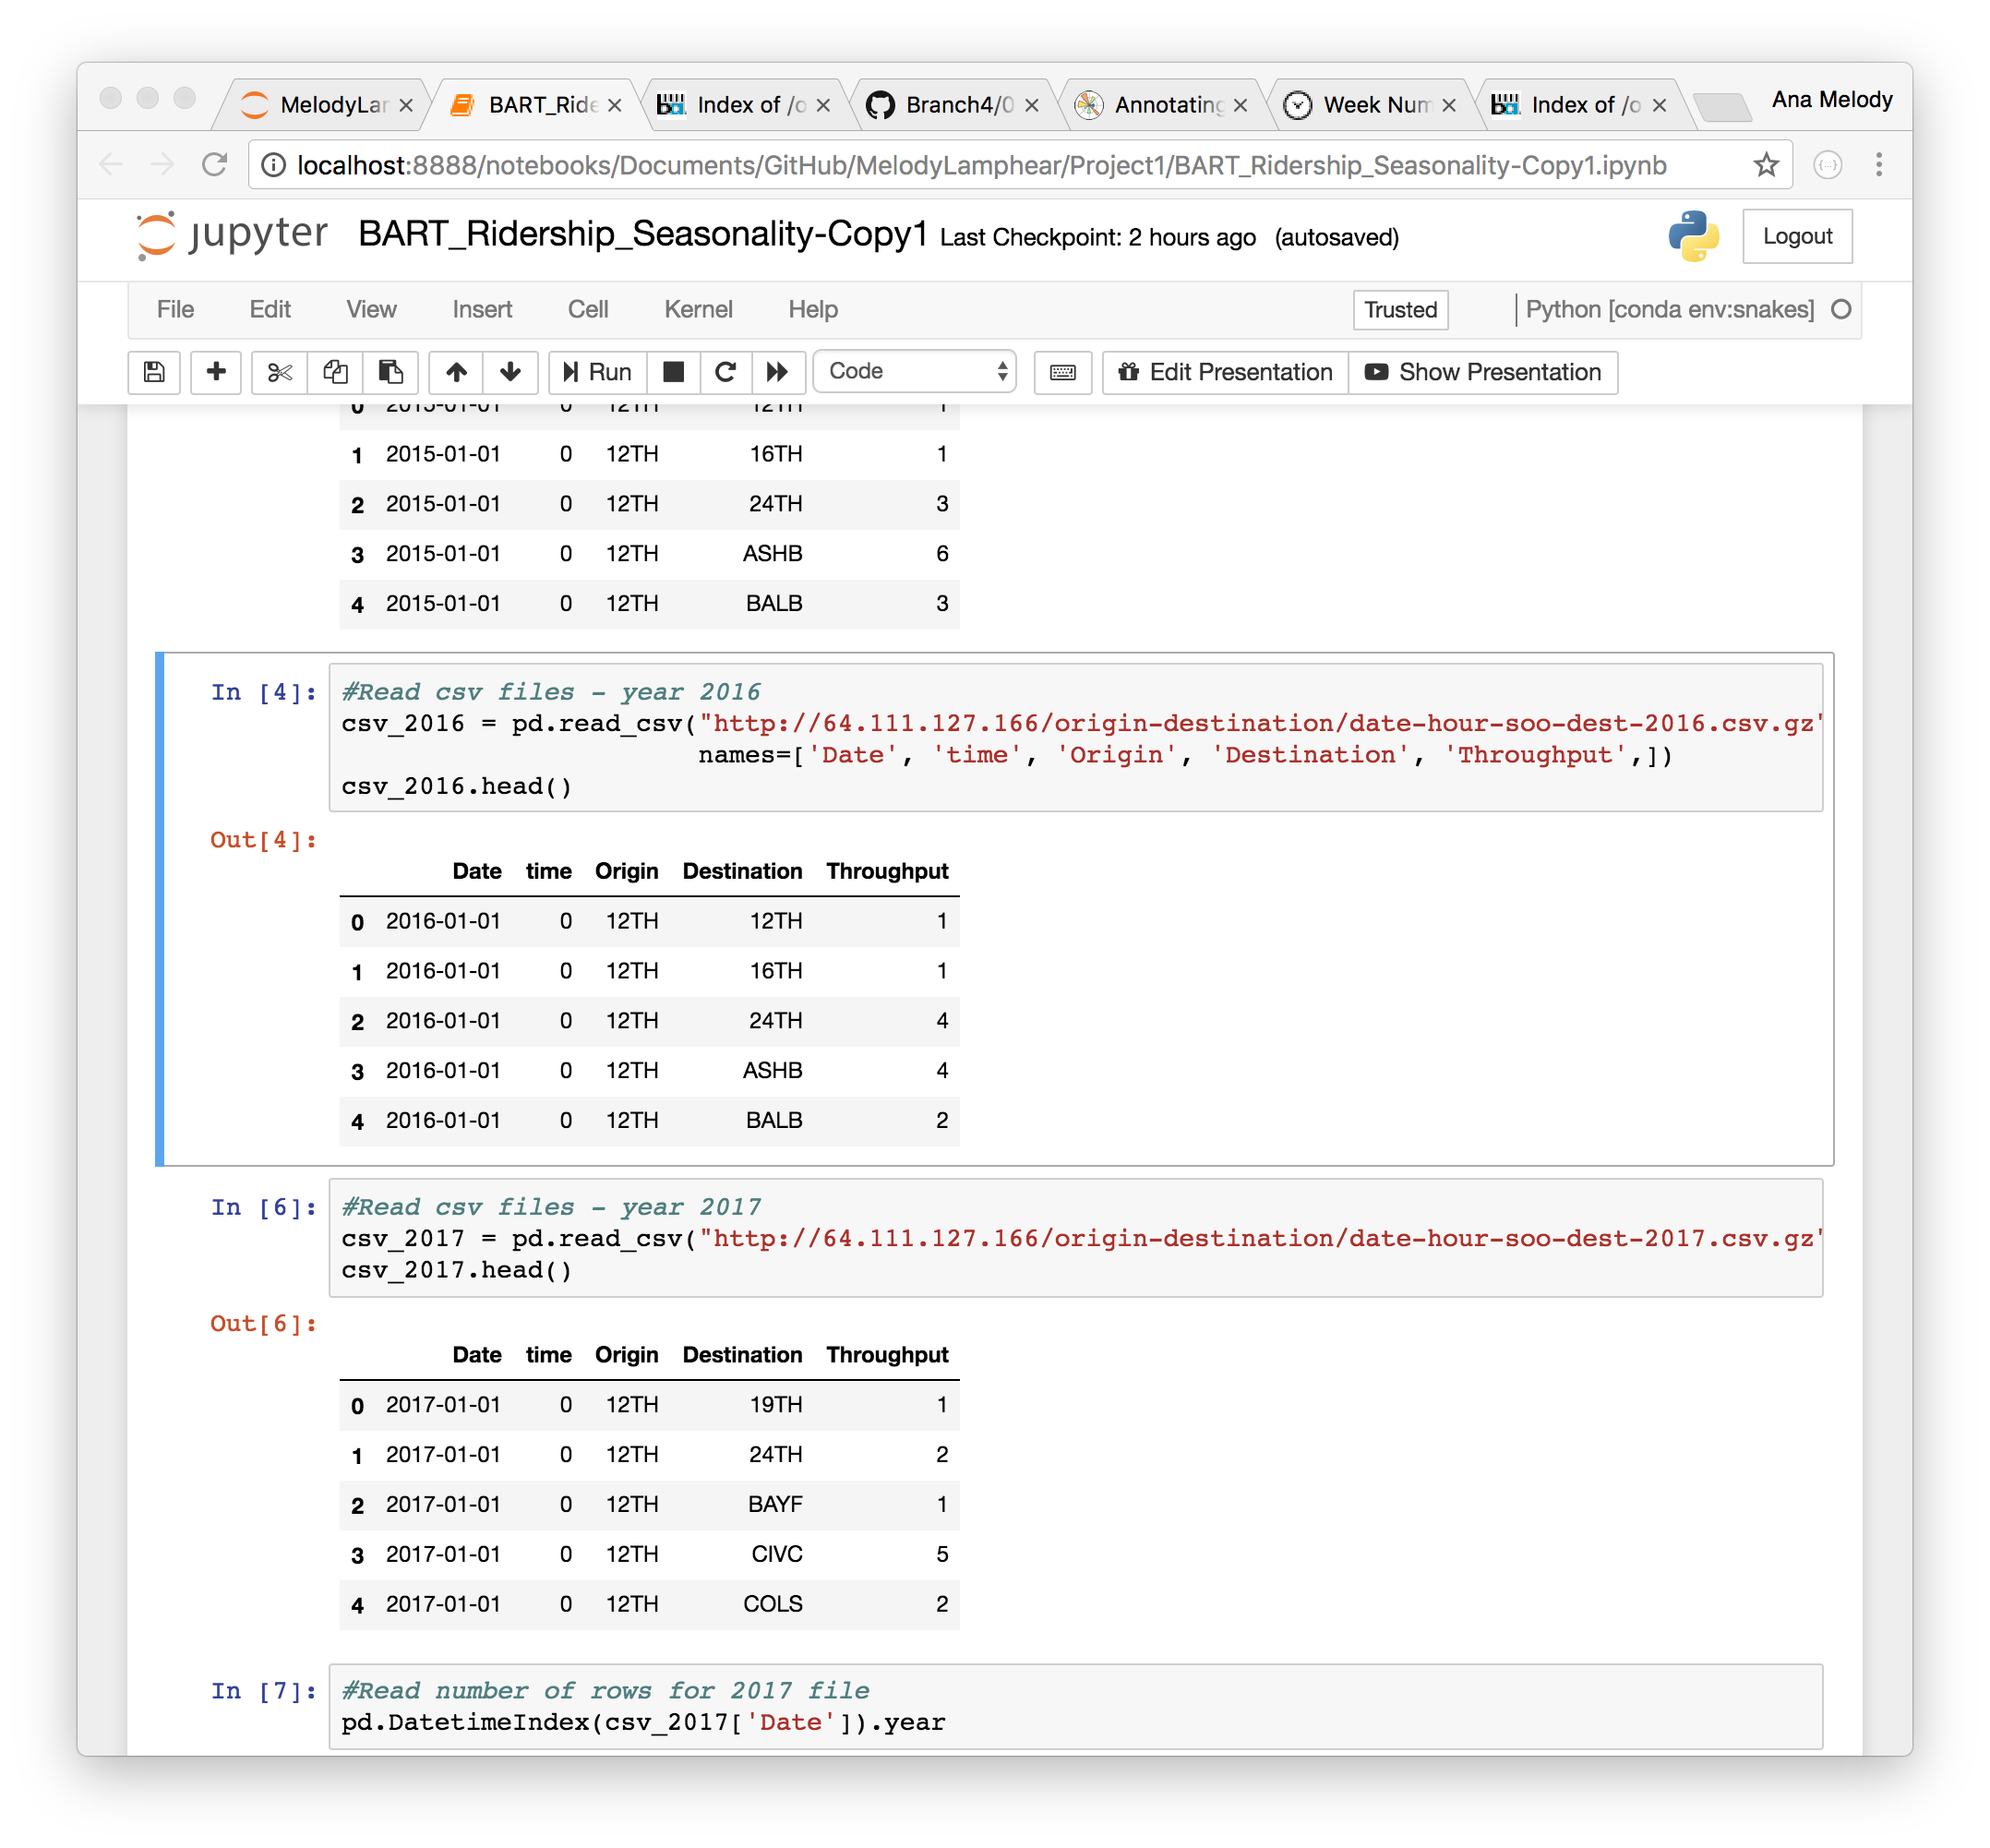 MelodyLar
BART_Ride
Index of /o
Branch4/0
Annotating
Week Num
Index of /o
Ana Melody
localhost:8888/notebooks/Documents/GitHub/MelodyLamphear/Project1/BART_Ridership_Seasonality-Copy1.ipynb
jupyter BART_Ridership_Seasonality-Copy1 Last Checkpoint: 2 hours ago (autosaved)
Logout
File Edit View Insert Cell Kernel Help Trusted Python [conda env:snakes]
Run Code Edit Presentation Show Presentation
0 2015-01-01 0 12TH 12TH 1
1 2015-01-01 0 12TH 16TH 1
2 2015-01-01 0 12TH 24TH 3
3 2015-01-01 0 12TH ASHB 6
4 2015-01-01 0 12TH BALB 3
In [4]: #Read csv files - year 2016
csv_2016 = pd.read_csv("http://64.111.127.166/origin-destination/date-hour-soo-dest-2016.csv.gz"
names=['Date', 'time', 'Origin', 'Destination', 'Throughput',])
csv_2016.head()
Out[4]:
Date time Origin Destination Throughput
0 2016-01-01 0 12TH 12TH 1
1 2016-01-01 0 12TH 16TH 1
2 2016-01-01 0 12TH 24TH 4
3 2016-01-01 0 12TH ASHB 4
4 2016-01-01 0 12TH BALB 2
In [6]: #Read csv files - year 2017
csv_2017 = pd.read_csv("http://64.111.127.166/origin-destination/date-hour-soo-dest-2017.csv.gz"
csv_2017.head()
Out[6]:
Date time Origin Destination Throughput
0 2017-01-01 0 12TH 19TH 1
1 2017-01-01 0 12TH 24TH 2
2 2017-01-01 0 12TH BAYF 1
3 2017-01-01 0 12TH CIVC 5
4 2017-01-01 0 12TH COLS 2
In [7]: #Read number of rows for 2017 file
pd.DatetimeIndex(csv_2017['Date']).year